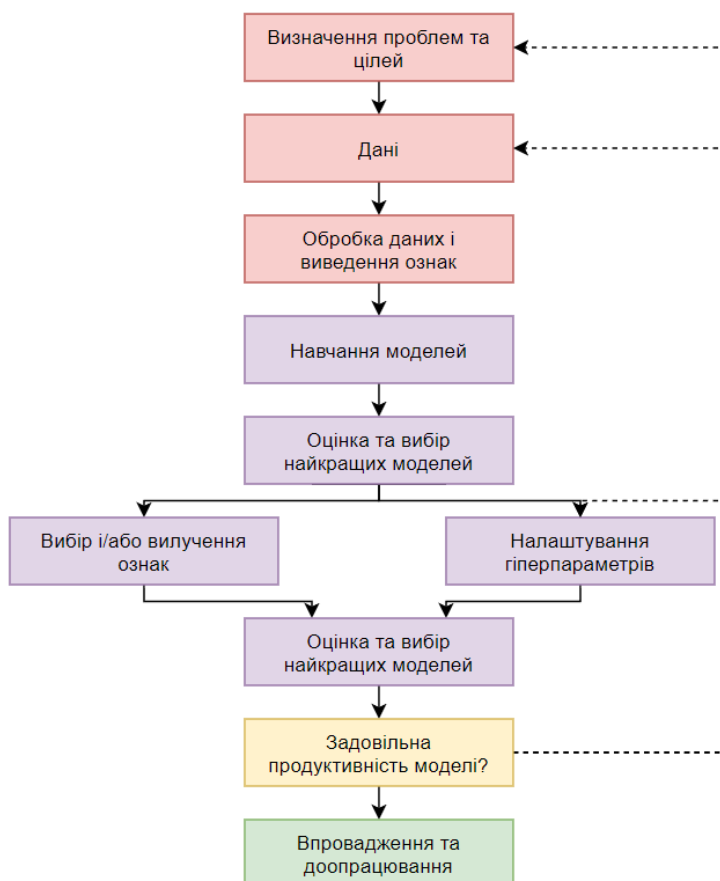 Визначення проблем та
цілей
Дані
Обробка даних і
виведення ознак
Навчання моделей
Оцінка та вибір
найкращих моделей
Вибір і/або вилучення
ознак
Налаштування
гіперпараметрів
Оцінка та вибір
найкращих моделей
Задовільна
продуктивність моделі?
Впровадження та
доопрацювання